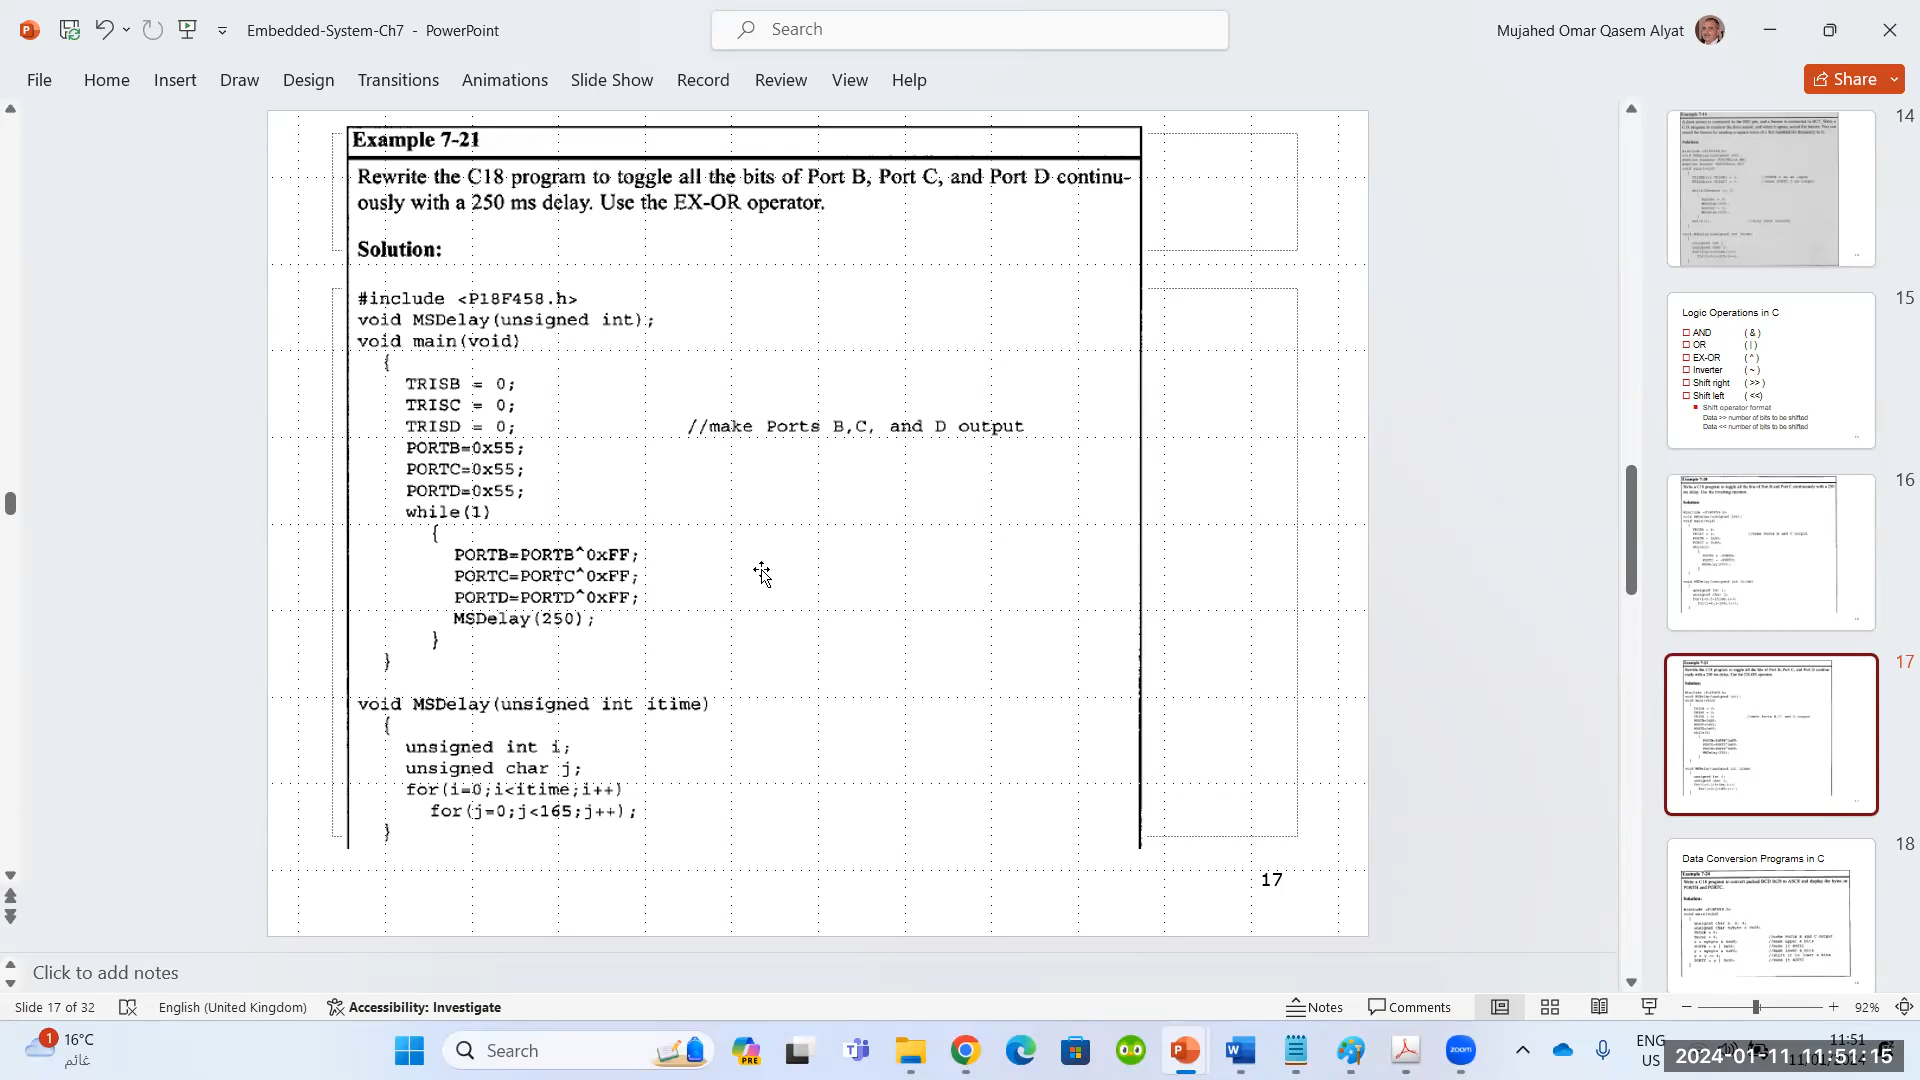 Embedded-System-Ch7 - PowerPoint
Search
Mujahed Omar Qasem Alyat
File Home Insert Draw Design Transitions Animations Slide Show Record Review View Help
Share
Example 7-21
Rewrite the C18 program to toggle all the bits of Port B, Port C, and Port D continu-
ously with a 250 ms delay. Use the EX-OR operator.
Solution:
#include <P18F458.h>
void MSDelay(unsigned int);
void main(void)
{
TRISB = 0;
TRISC = 0;
TRISD = 0; //make Ports B,C, and D output
PORTB=0x55;
PORTC=0x55;
PORTD=0x55;
while(1)
{
PORTB=PORTB^0xFF;
PORTC=PORTC^0xFF;
PORTD=PORTD^0xFF;
MSDelay(250);
}
}
void MSDelay(unsigned int itime)
{
unsigned int i;
unsigned char j;
for(i=0;i<itime;i++)
for(j=0;j<165;j++);
}
17
14
15
Logic Operations in C
AND (&)
OR (|)
EX-OR (^)
Inverter (~)
Shift right (>>)
Shift left (<<)
Shift operator format
Data >> number of bits to be shifted
Data << number of bits to be shifted
16
17
18
Data Conversion Programs in C
Click to add notes
Slide 17 of 32
English (United Kingdom)
Accessibility: Investigate
Notes
Comments
92%
1
16°C
غائم
Search
PRE
zoom
ENG
US
11:51
2024-01-11 11:51:15